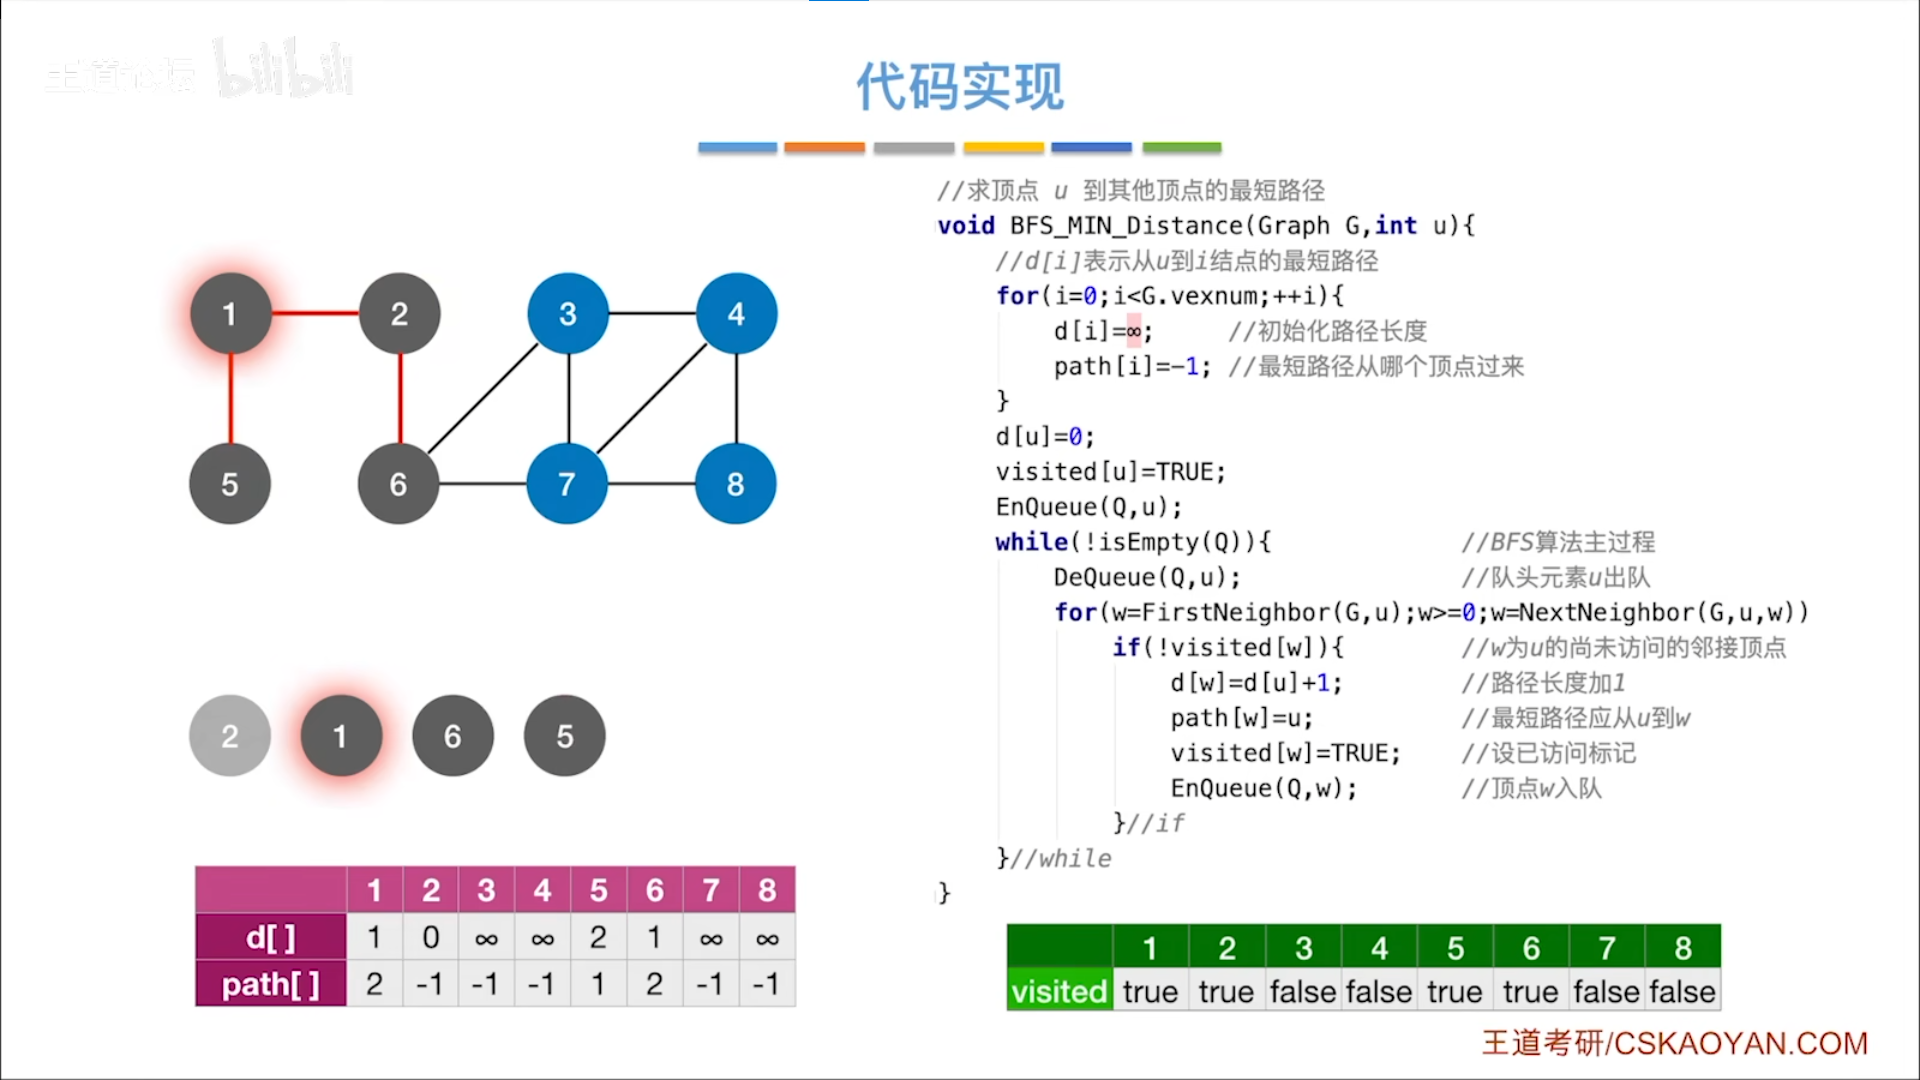 王道论坛 bilibili
代码实现
//求顶点 u 到其他顶点的最短路径
void BFS_MIN_Distance(Graph G,int u){
//d[i]表示从u到i结点的最短路径
for(i=0;i<G.vexnum;++i){
d[i]=∞; //初始化路径长度
path[i]=-1; //最短路径从哪个顶点过来
}
d[u]=0;
visited[u]=TRUE;
EnQueue(Q,u);
while(!isEmpty(Q)){ //BFS算法主过程
DeQueue(Q,u); //队头元素u出队
for(w=FirstNeighbor(G,u);w>=0;w=NextNeighbor(G,u,w))
if(!visited[w]){ //w为u的尚未访问的邻接顶点
d[w]=d[u]+1; //路径长度加1
path[w]=u; //最短路径应从u到w
visited[w]=TRUE; //设已访问标记
EnQueue(Q,w); //顶点w入队
}//if
}//while
}
1 2 3 4
5 6 7 8
2 1 6 5
1 2 3 4 5 6 7 8
d[ ] 1 0 ∞ ∞ 2 1 ∞ ∞
path[ ] 2 -1 -1 -1 1 2 -1 -1
1 2 3 4 5 6 7 8
visited true true false false true true false false
王道考研/CSKAOYAN.COM